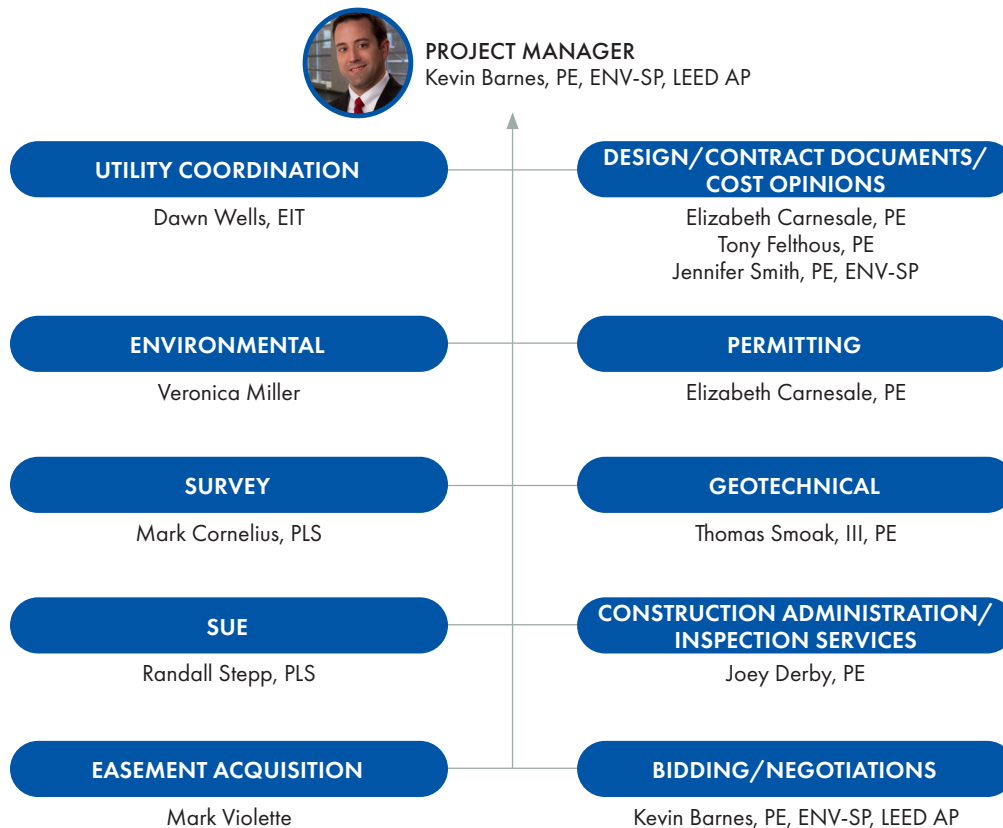 PROJECT MANAGER
Kevin Barnes, PE, ENV-SP, LEED AP
UTILITY COORDINATION
Dawn Wells, EIT
DESIGN/CONTRACT DOCUMENTS/
COST OPINIONS
Elizabeth Carnesale, PE
Tony Felthous, PE
Jennifer Smith, PE, ENV-SP
ENVIRONMENTAL
Veronica Miller
PERMITTING
Elizabeth Carnesale, PE
SURVEY
Mark Cornelius, PLS
GEOTECHNICAL
Thomas Smoak, III, PE
SUE
Randall Stepp, PLS
CONSTRUCTION ADMINISTRATION/
INSPECTION SERVICES
Joey Derby, PE
EASEMENT ACQUISITION
Mark Violette
BIDDING/NEGOTIATIONS
Kevin Barnes, PE, ENV-SP, LEED AP